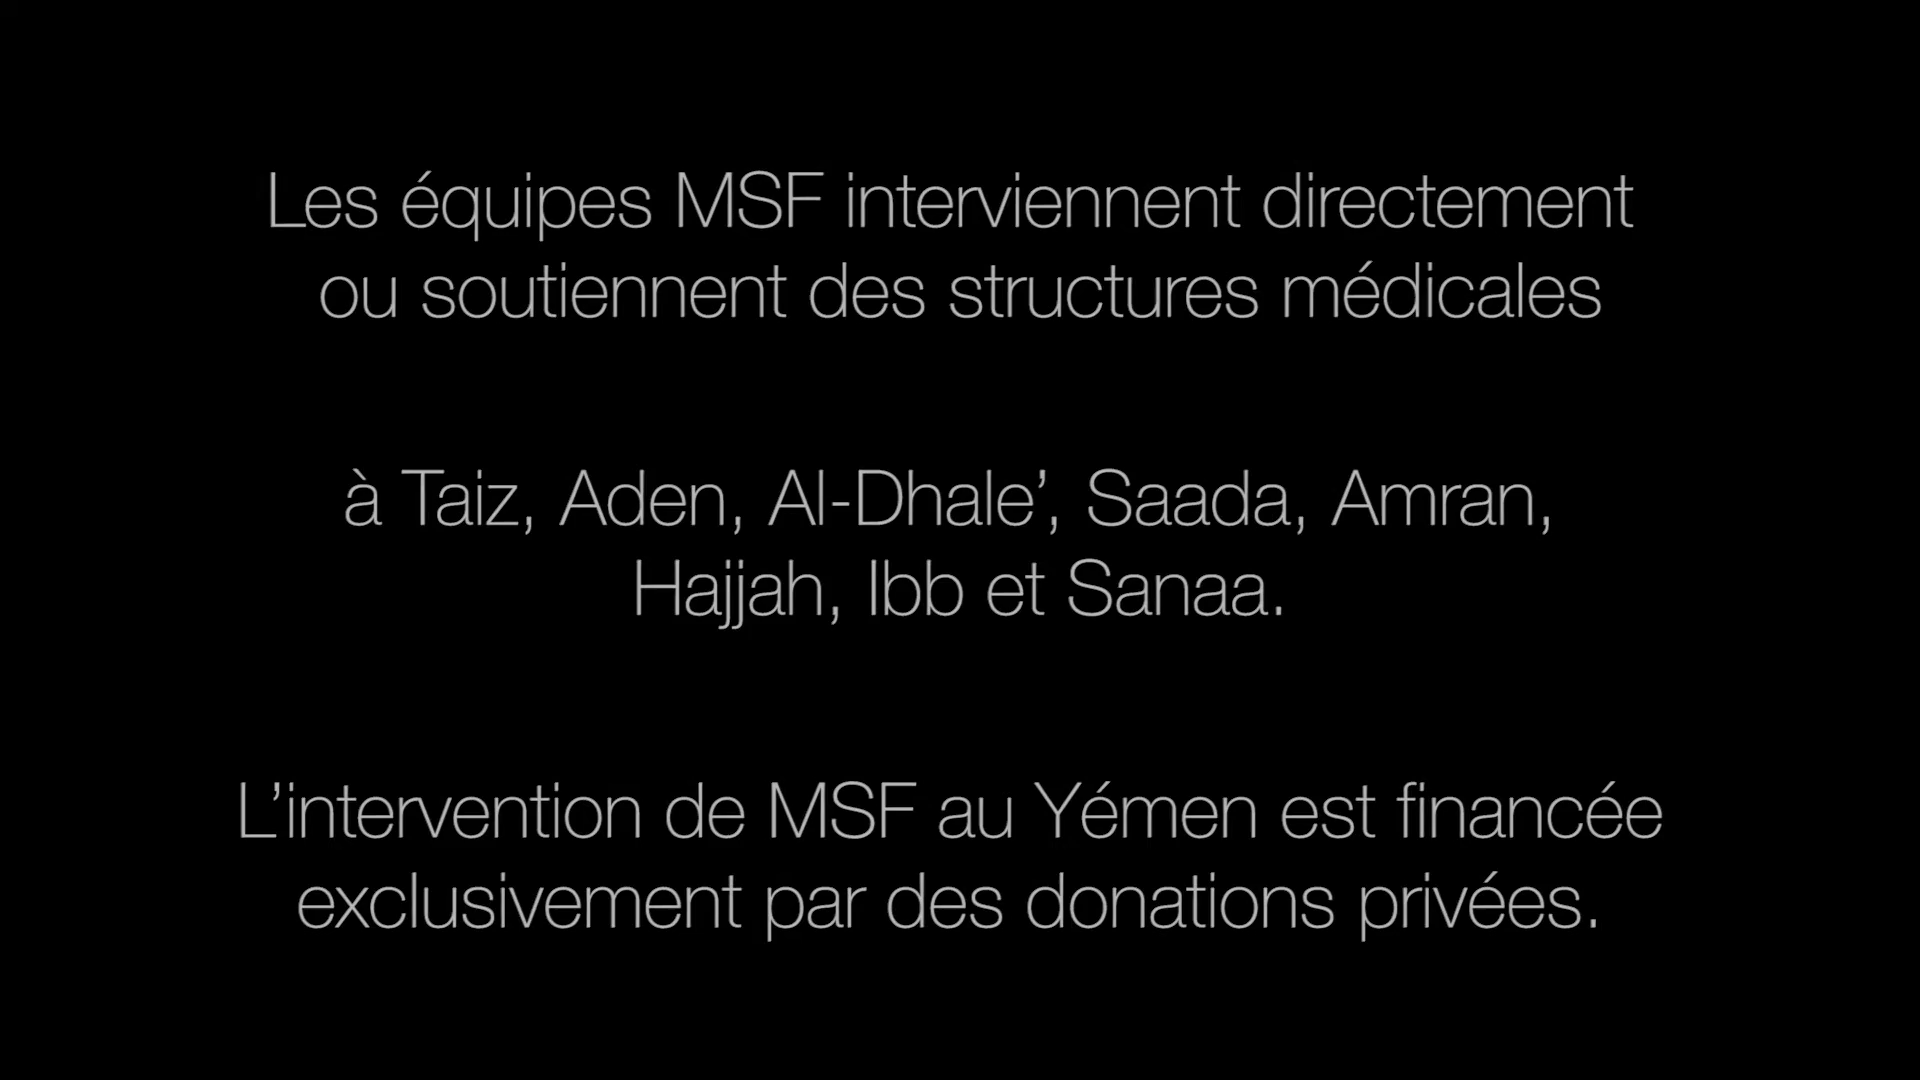 Les équipes MSF interviennent directement
ou soutiennent des structures médicales
à Taiz, Aden, Al-Dhale’, Saada, Amran,
Hajjah, Ibb et Sanaa.
L’intervention de MSF au Yémen est financée
exclusivement par des donations privées.